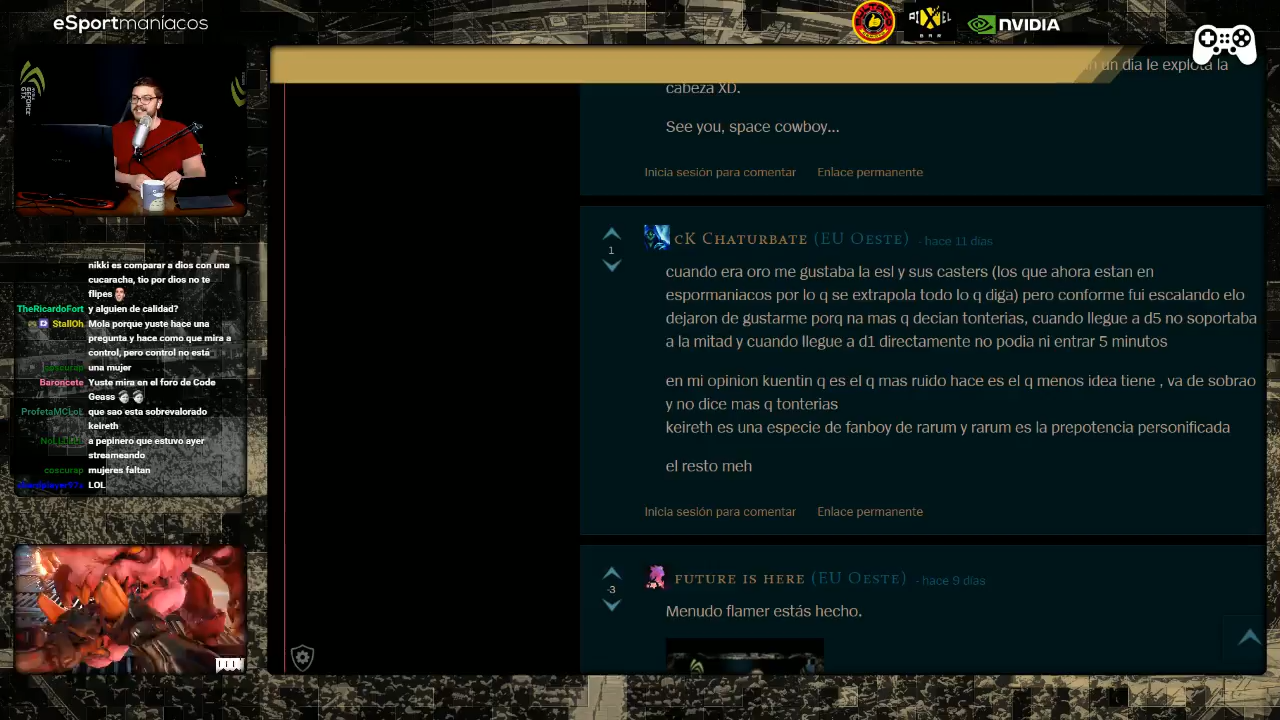 eSportmaníacos
PIXEL
BAR
NVIDIA
un dia le explota la
cabeza XD.
See you, space cowboy...
Inicia sesión para comentar Enlace permanente
1
cK Chaturbate (EU Oeste) - hace 11 días
cuando era oro me gustaba la esl y sus casters (los que ahora estan en
espormaniacos por lo q se extrapola todo lo q diga) pero conforme fui escalando elo
dejaron de gustarme porq na mas q decian tonterias, cuando llegue a d5 no soportaba
a la mitad y cuando llegue a d1 directamente no podia ni entrar 5 minutos
en mi opinion kuentin q es el q mas ruido hace es el q menos idea tiene , va de sobrao
y no dice mas q tonterias
keireth es una especie de fanboy de rarum y rarum es la prepotencia personificada
el resto meh
Inicia sesión para comentar Enlace permanente
-3
future is here (EU Oeste) - hace 9 días
Menudo flamer estás hecho.
nikki es comparar a dios con una
cucaracha, tio por dios no te
flipes
TheRicardoFort y alguien de calidad?
StallOh Mola porque yuste hace una
pregunta y hace como que mira a
control, pero control no está
coscurap una mujer
Baroncete Yuste mira en el foro de Code
Geass
ProfetaMCLoL que sao esta sobrevalorado
keireth
a pepinero que estuvo ayer
streameando
coscurap mujeres faltan
LOL
DOOM
GEFORCE
GTX